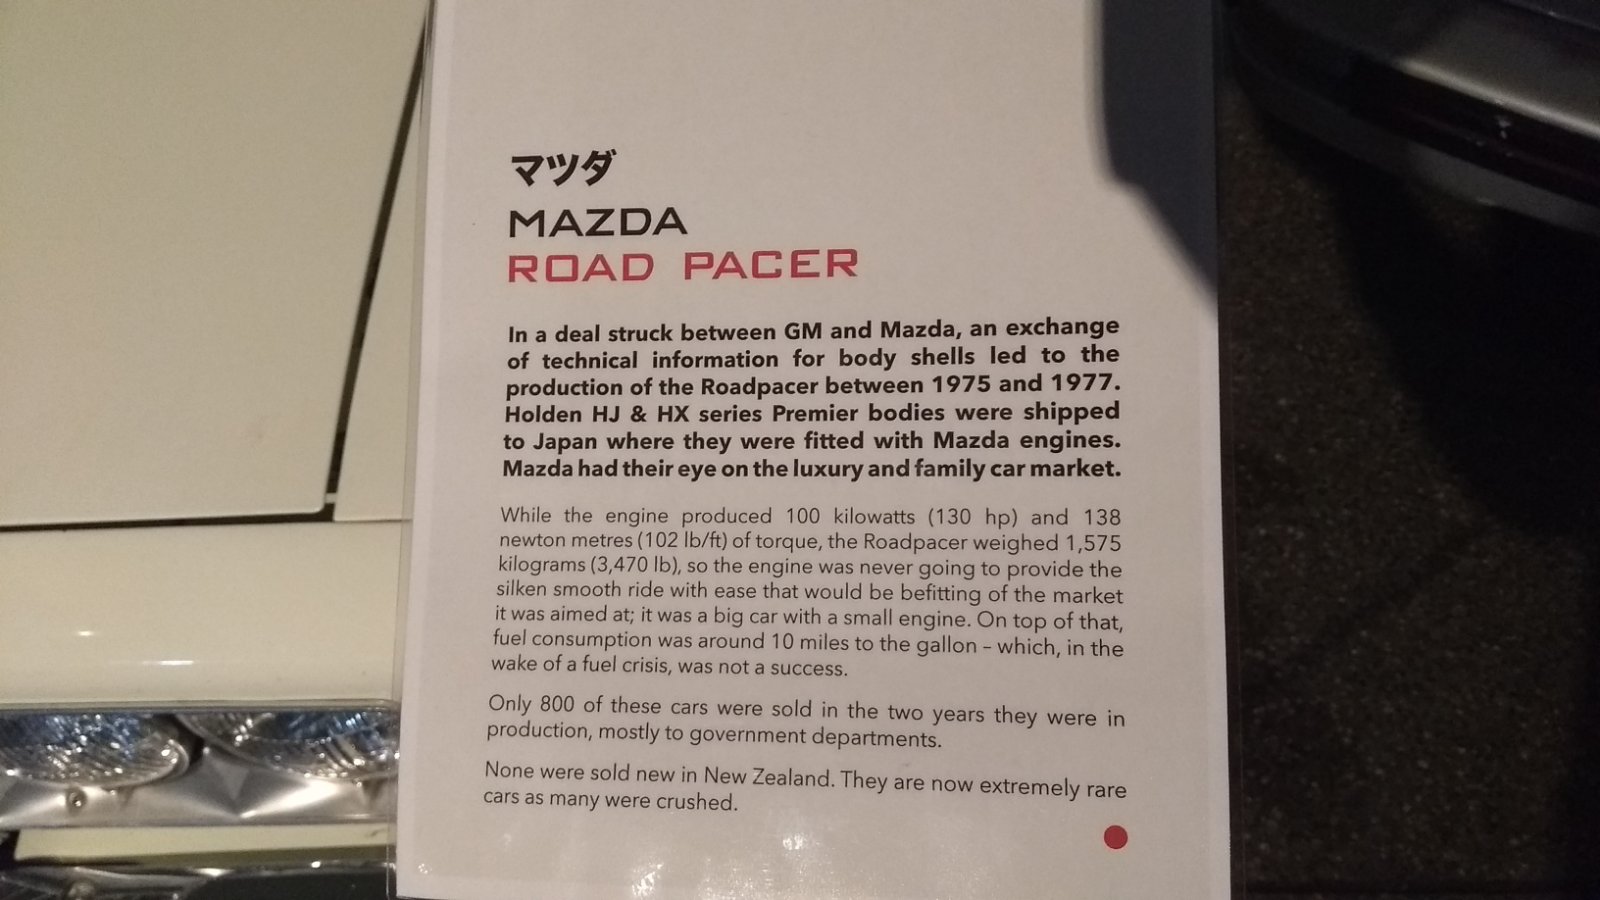 マツダ
MAZDA
ROAD PACER
In a deal struck between GM and Mazda, an exchange
of technical information for body shells led to the
production of the Roadpacer between 1975 and 1977.
Holden HJ & HX series Premier bodies were shipped
to Japan where they were fitted with Mazda engines.
Mazda had their eye on the luxury and family car market.
While the engine produced 100 kilowatts (130 hp) and 138
newton metres (102 lb/ft) of torque, the Roadpacer weighed 1,575
kilograms (3,470 lb), so the engine was never going to provide the
silken smooth ride with ease that would be befitting of the market
it was aimed at; it was a big car with a small engine. On top of that,
fuel consumption was around 10 miles to the gallon – which, in the
wake of a fuel crisis, was not a success.
Only 800 of these cars were sold in the two years they were in
production, mostly to government departments.
None were sold new in New Zealand. They are now extremely rare
cars as many were crushed.